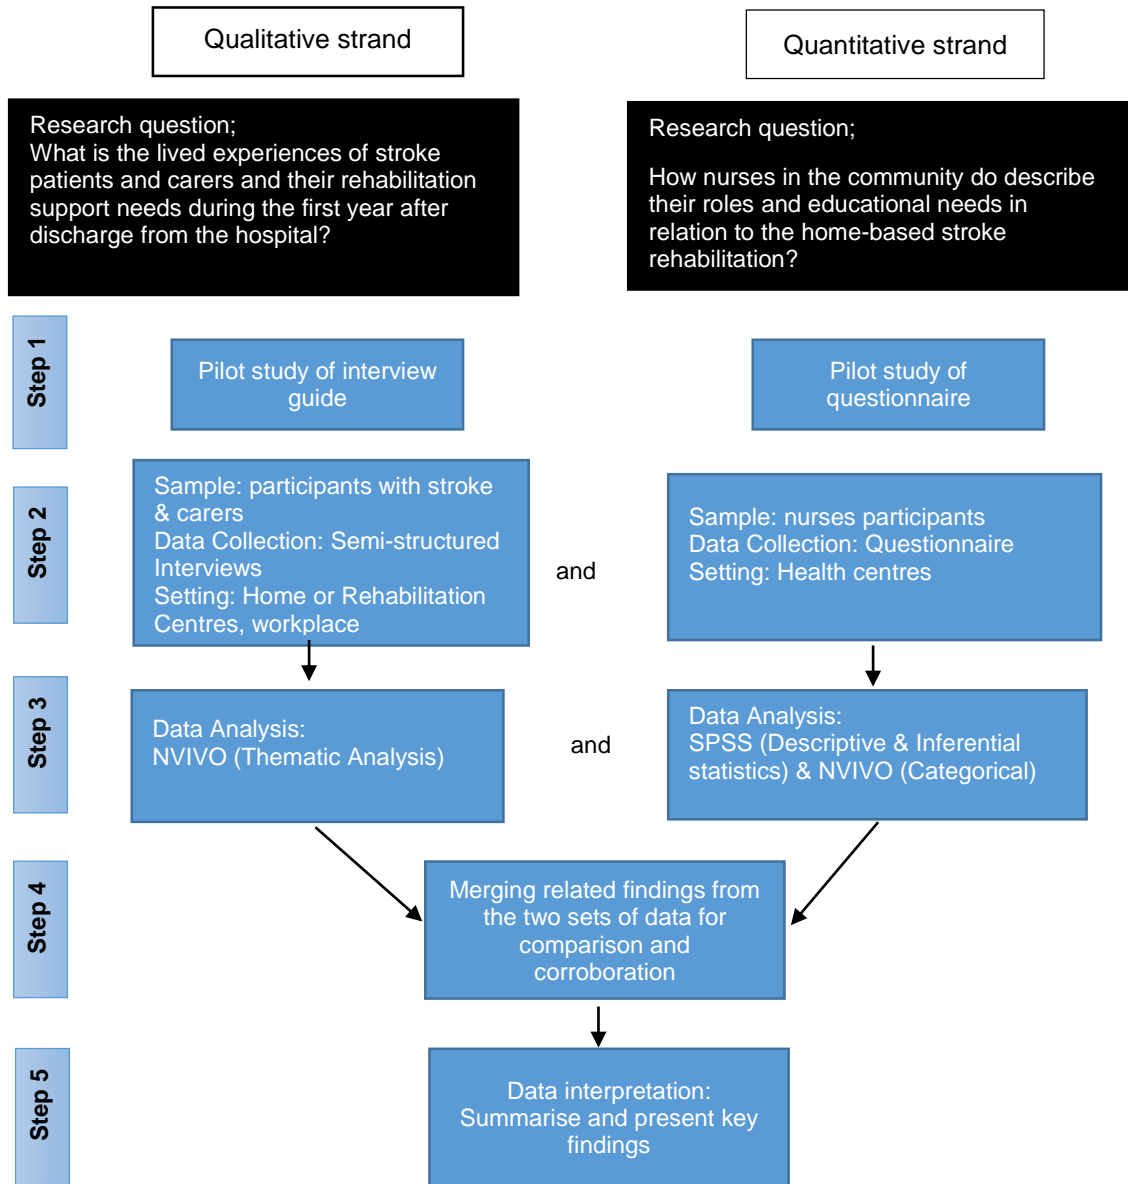 Qualitative strand
Quantitative strand
Research question;
What is the lived experiences of stroke
patients and carers and their rehabilitation
support needs during the first year after
discharge from the hospital?
Research question;
How nurses in the community do describe
their roles and educational needs in
relation to the home-based stroke
rehabilitation?
Step 1
Pilot study of interview
guide
Pilot study of
questionnaire
Step 2
Sample: participants with stroke
& carers
Data Collection: Semi-structured
Interviews
Setting: Home or Rehabilitation
Centres, workplace
and
Sample: nurses participants
Data Collection: Questionnaire
Setting: Health centres
Step 3
Data Analysis:
NVIVO (Thematic Analysis)
and
Data Analysis:
SPSS (Descriptive & Inferential
statistics) & NVIVO (Categorical)
Step 4
Merging related findings from
the two sets of data for
comparison and
corroboration
Step 5
Data interpretation:
Summarise and present key
findings